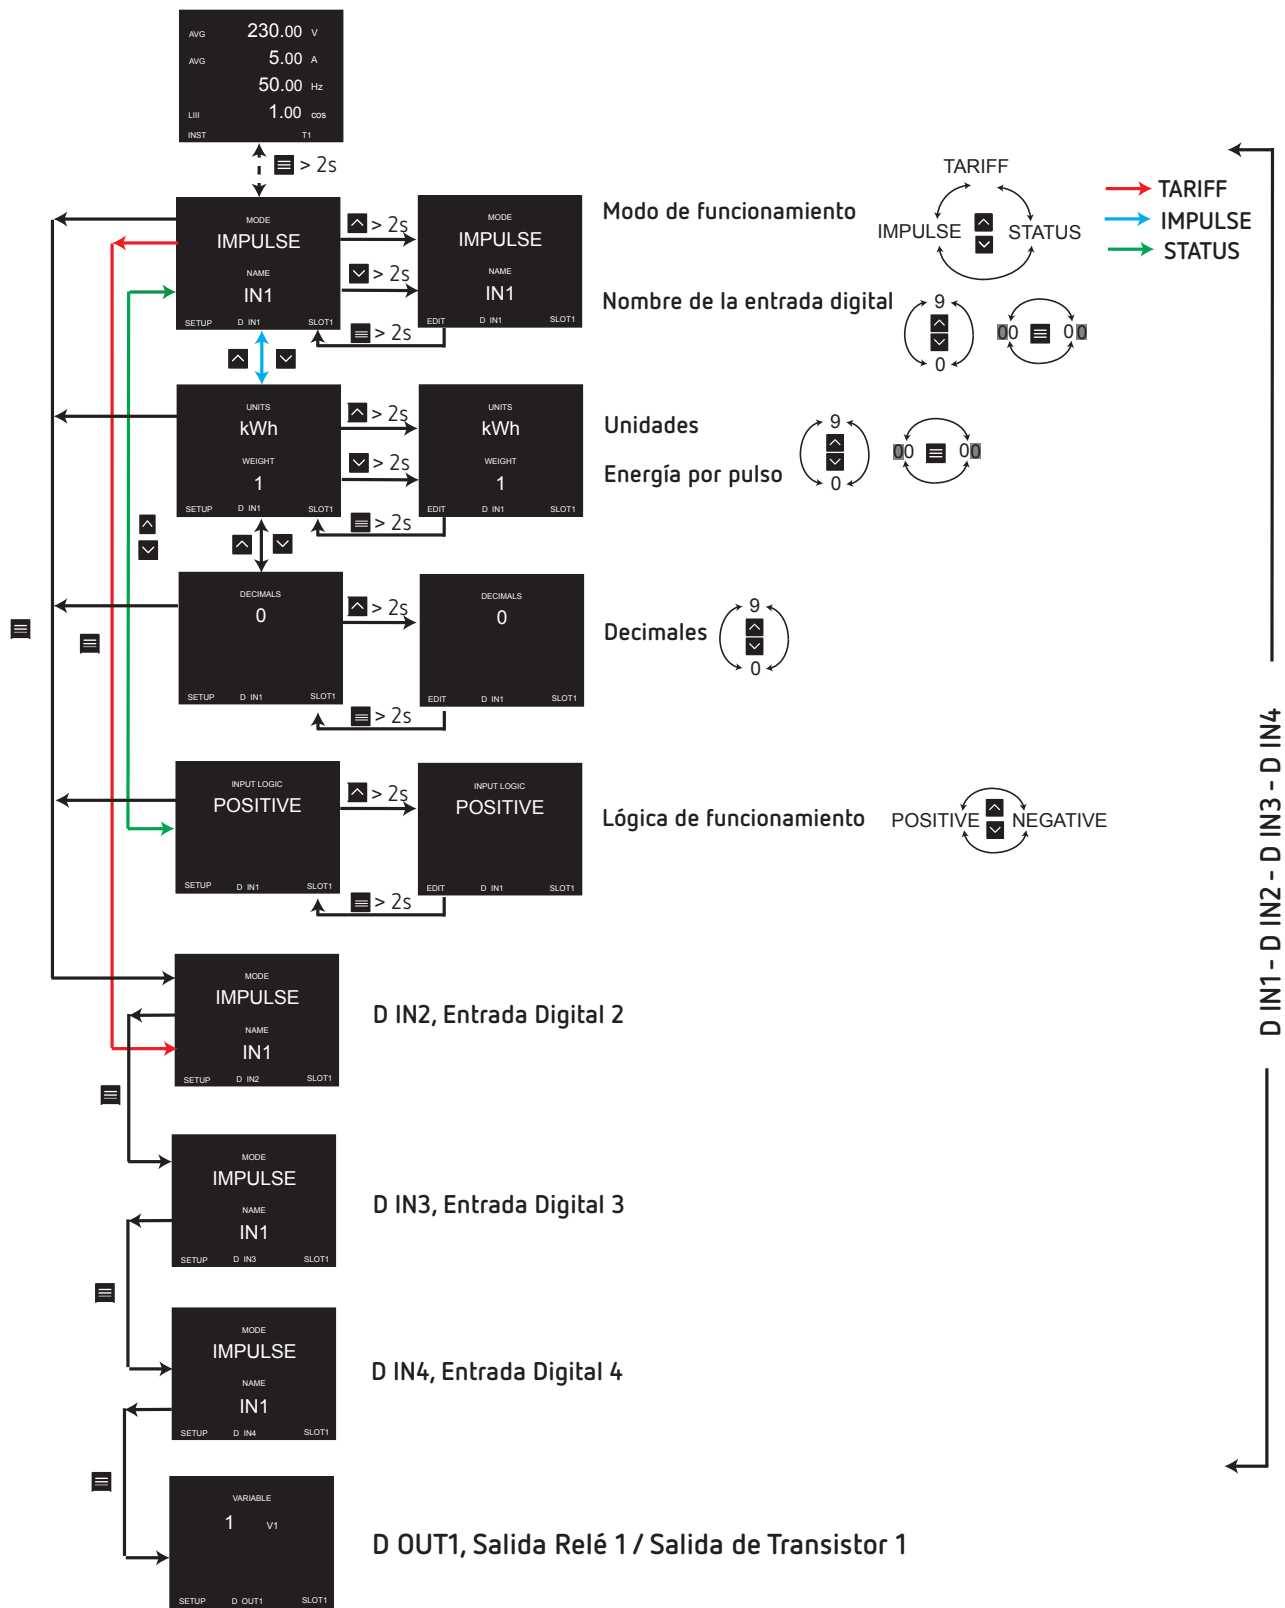 AVG 230.00 V
AVG 5.00 A
50.00 Hz
LIII 1.00 cos
INST T1
> 2s
MODE
IMPULSE
NAME
IN1
SETUP D IN1 SLOT1
> 2s
> 2s
> 2s
MODE
IMPULSE
NAME
IN1
EDIT D IN1 SLOT1
Modo de funcionamiento
TARIFF
IMPULSE STATUS
TARIFF
IMPULSE
STATUS
Nombre de la entrada digital
9
0
00 00
UNITS
kWh
WEIGHT
1
SETUP D IN1 SLOT1
> 2s
> 2s
> 2s
UNITS
kWh
WEIGHT
1
EDIT D IN1 SLOT1
Unidades
Energía por pulso
9
0
00 00
DECIMALS
0
SETUP D IN1 SLOT1
> 2s
> 2s
DECIMALS
0
EDIT D IN1 SLOT1
Decimales
9
0
INPUT LOGIC
POSITIVE
SETUP D IN1 SLOT1
> 2s
> 2s
INPUT LOGIC
POSITIVE
EDIT D IN1 SLOT1
Lógica de funcionamiento
POSITIVE NEGATIVE
D IN1 - D IN2 - D IN3 - D IN4
MODE
IMPULSE
NAME
IN1
SETUP D IN2 SLOT1
D IN2, Entrada Digital 2
MODE
IMPULSE
NAME
IN1
SETUP D IN3 SLOT1
D IN3, Entrada Digital 3
MODE
IMPULSE
NAME
IN1
SETUP D IN4 SLOT1
D IN4, Entrada Digital 4
VARIABLE
1 V1
SETUP D OUT1 SLOT1
D OUT1, Salida Relé 1 / Salida de Transistor 1